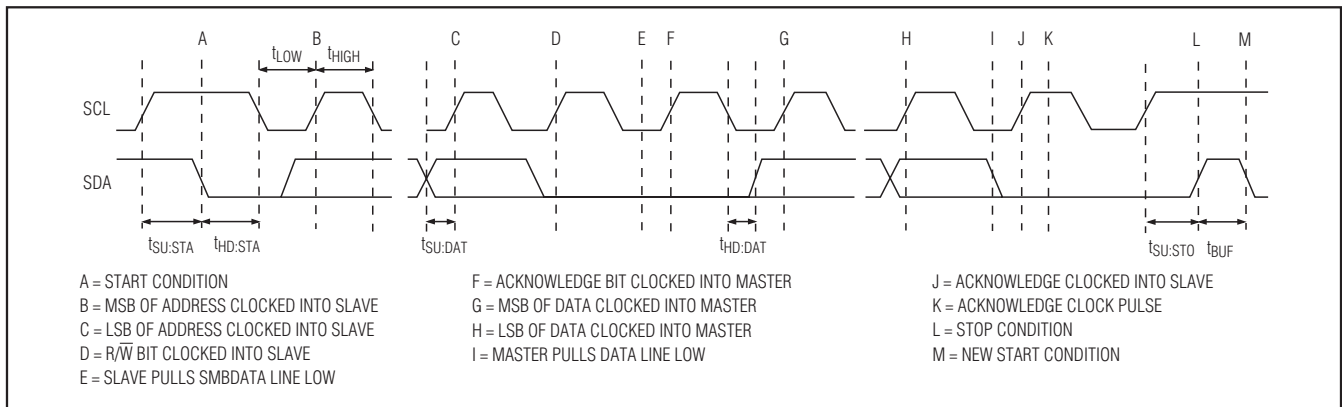 A B C D E F G H I J K L M
tLOW tHIGH
SCL
SDA
tSU:STA tHD:STA tSU:DAT tHD:DAT tSU:STO tBUF
A = START CONDITION
B = MSB OF ADDRESS CLOCKED INTO SLAVE
C = LSB OF ADDRESS CLOCKED INTO SLAVE
D = R/W̅ BIT CLOCKED INTO SLAVE
E = SLAVE PULLS SMBDATA LINE LOW
F = ACKNOWLEDGE BIT CLOCKED INTO MASTER
G = MSB OF DATA CLOCKED INTO MASTER
H = LSB OF DATA CLOCKED INTO MASTER
I = MASTER PULLS DATA LINE LOW
J = ACKNOWLEDGE CLOCKED INTO SLAVE
K = ACKNOWLEDGE CLOCK PULSE
L = STOP CONDITION
M = NEW START CONDITION